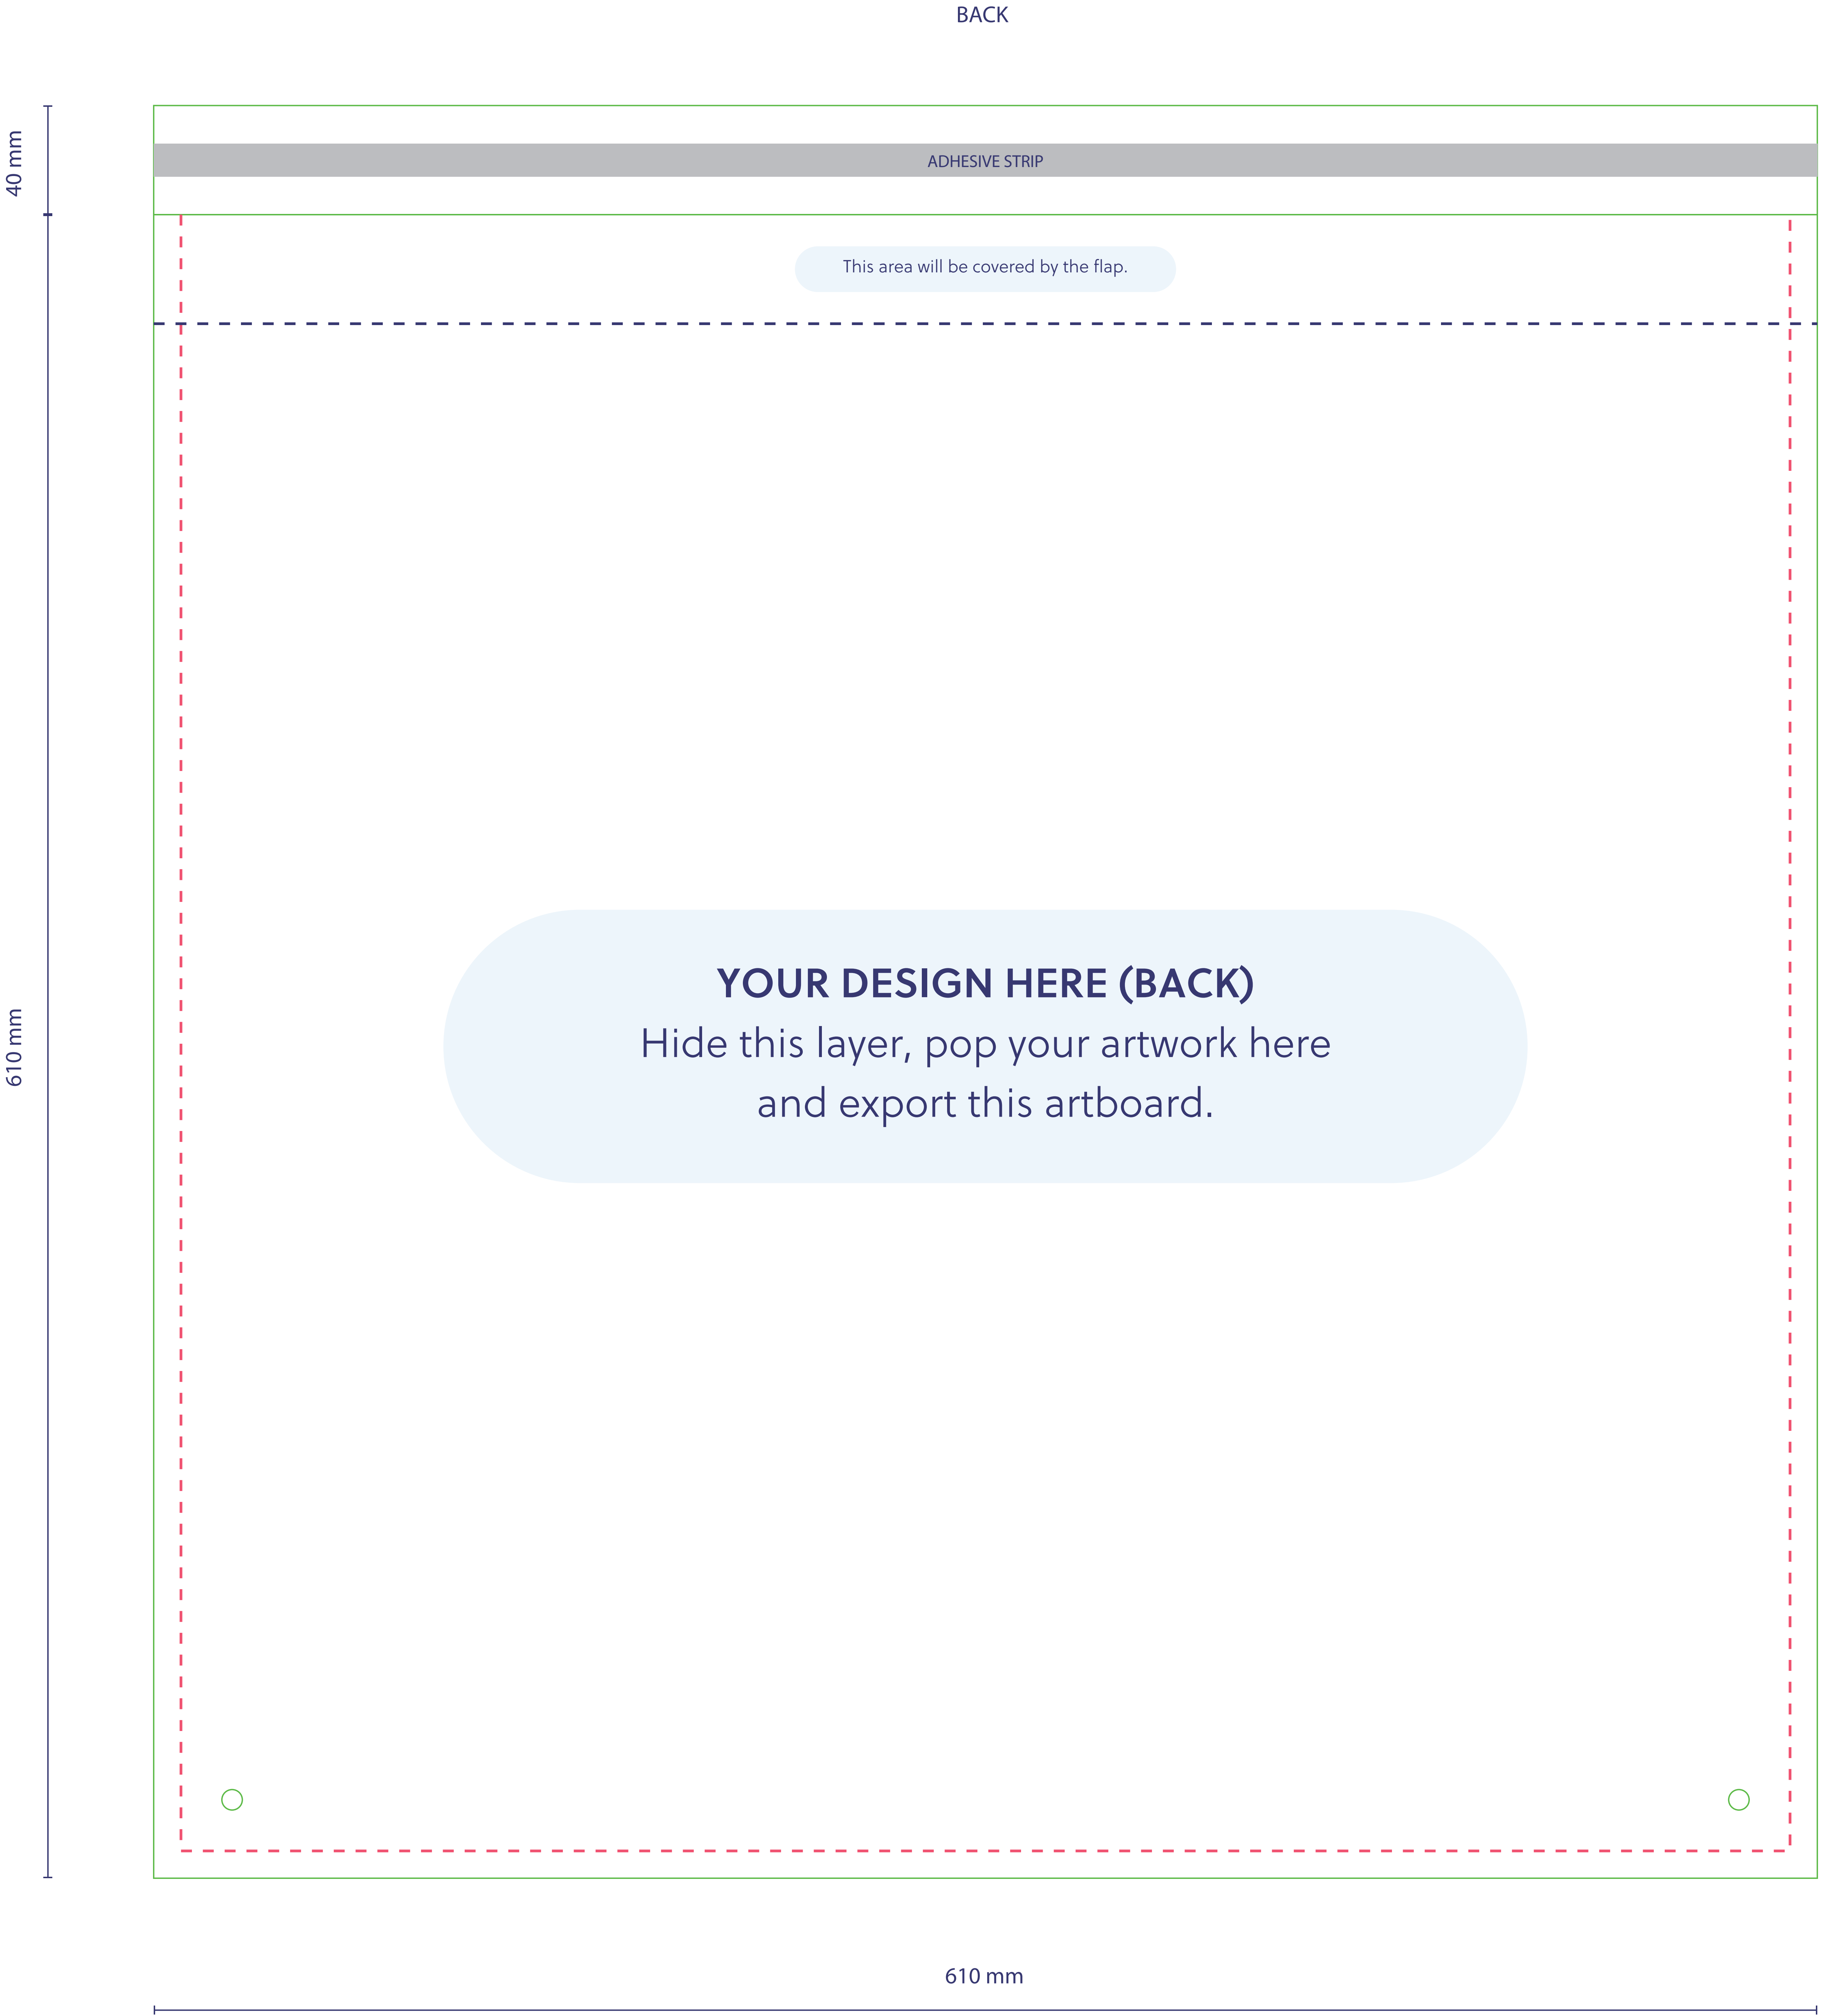 BACK
40 mm
ADHESIVE STRIP
This area will be covered by the flap.
610 mm
YOUR DESIGN HERE (BACK)
Hide this layer, pop your artwork here
and export this artboard.
610 mm